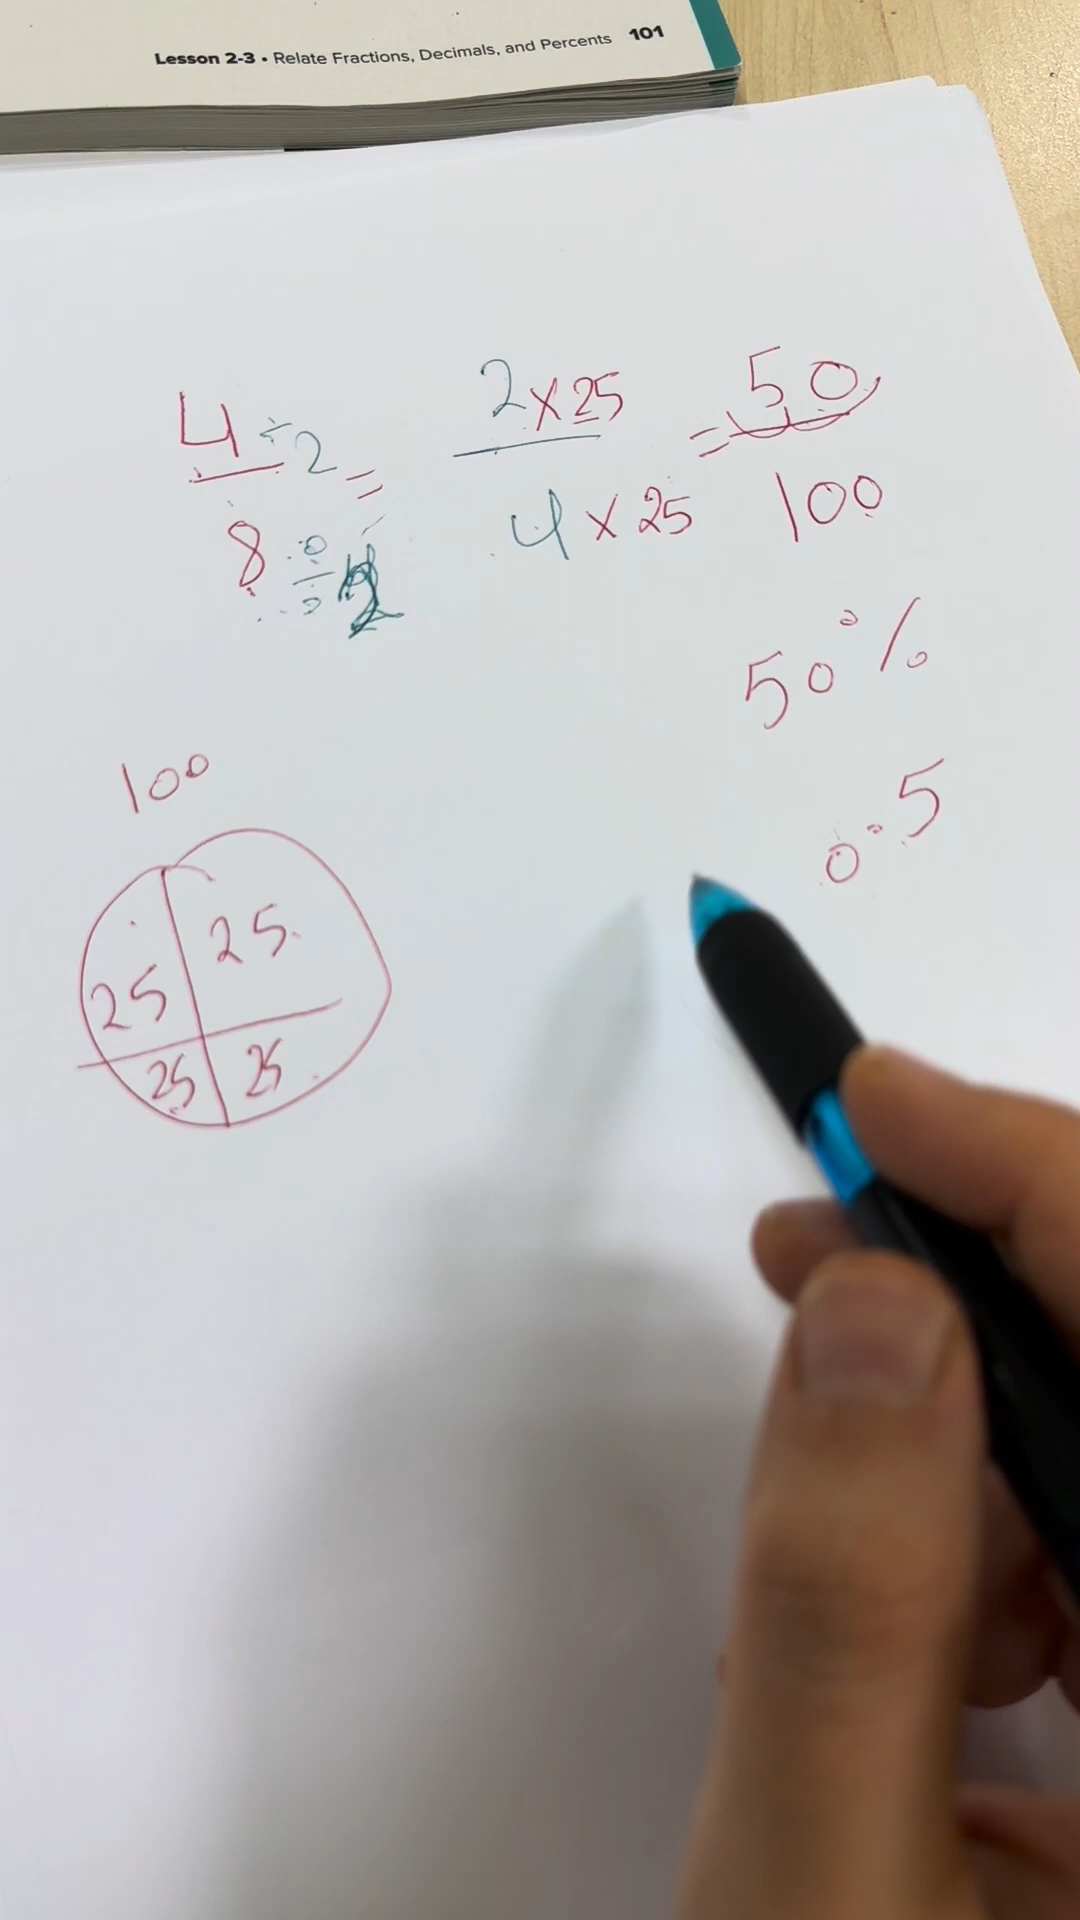 Lesson 2-3 • Relate Fractions, Decimals, and Percents 101
4 ÷ 2 = 2 x 25 = 50
8 ÷ 2 4 x 25 100
50%
0.5
100
25 25
25 25